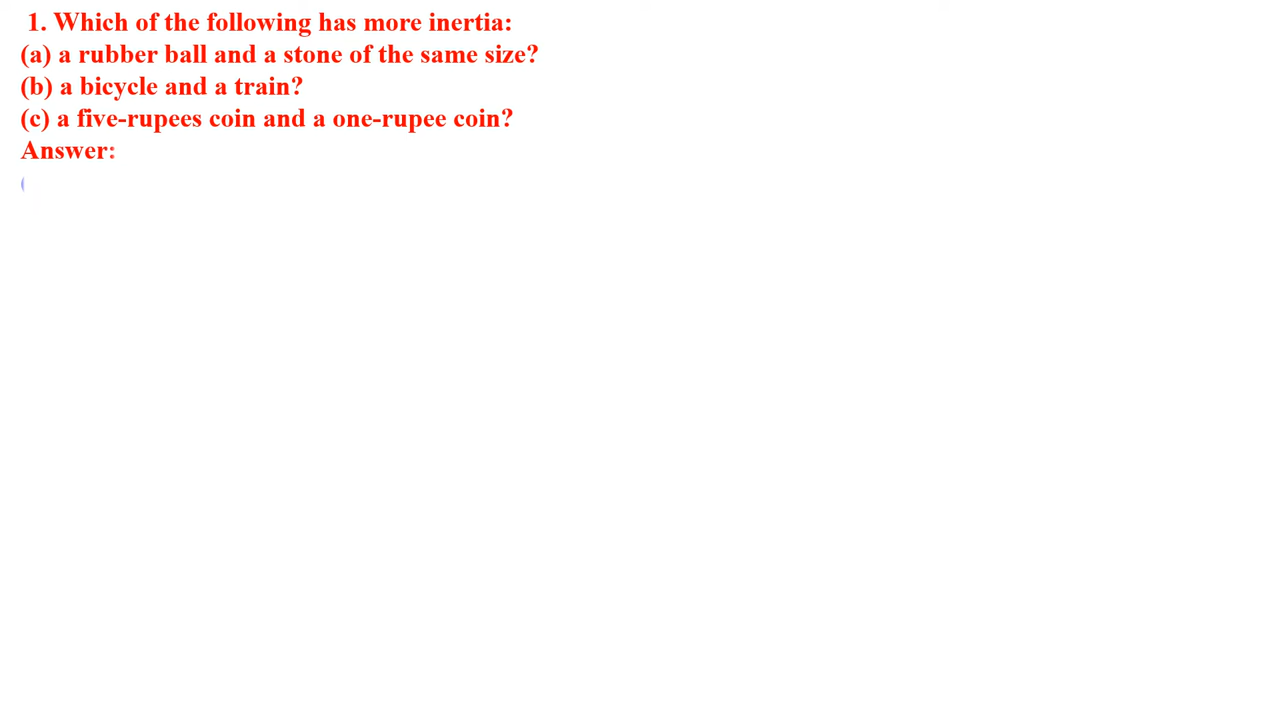 1. Which of the following has more inertia:
(a) a rubber ball and a stone of the same size?
(b) a bicycle and a train?
(c) a five-rupees coin and a one-rupee coin?
Answer:
(